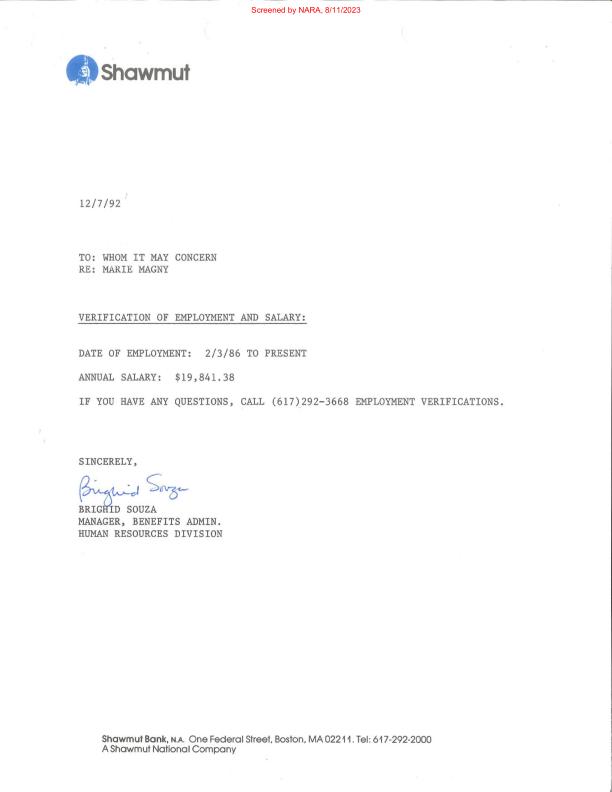 Screened by NARA, 8/11/2023
Shawmut
12/7/92
TO: WHOM IT MAY CONCERN
RE: MARIE MAGNY
VERIFICATION OF EMPLOYMENT AND SALARY:
DATE OF EMPLOYMENT: 2/3/86 TO PRESENT
ANNUAL SALARY: $19,841.38
IF YOU HAVE ANY QUESTIONS, CALL (617)292-3668 EMPLOYMENT VERIFICATIONS.
SINCERELY,
Brighid Souza
BRIGHID SOUZA
MANAGER, BENEFITS ADMIN.
HUMAN RESOURCES DIVISION
Shawmut Bank, N.A. One Federal Street, Boston, MA 02211. Tel: 617-292-2000
A Shawmut National Company